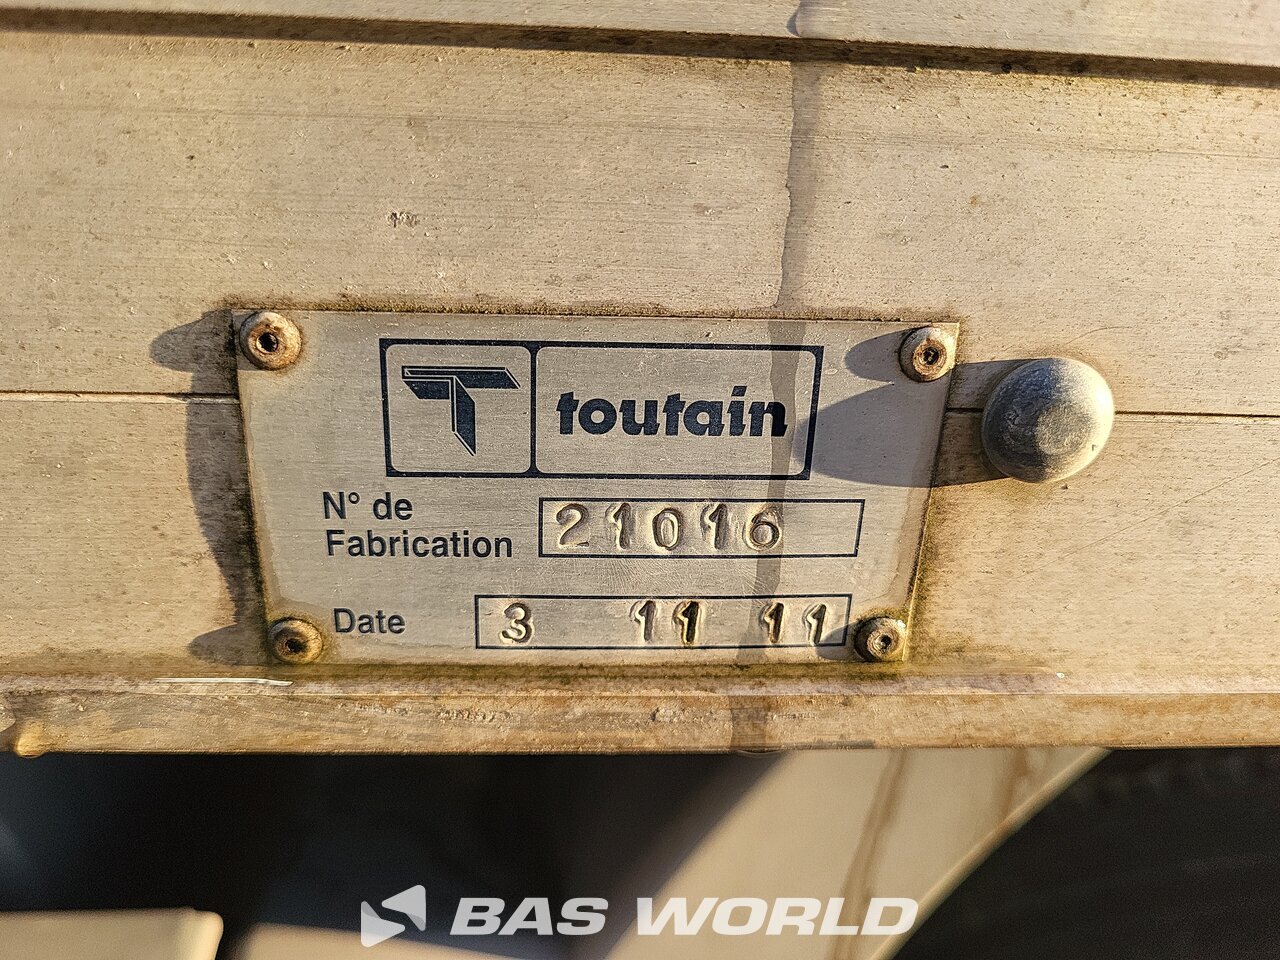 toutain
N° de
Fabrication 21016
Date 3 11 11
BAS WORLD